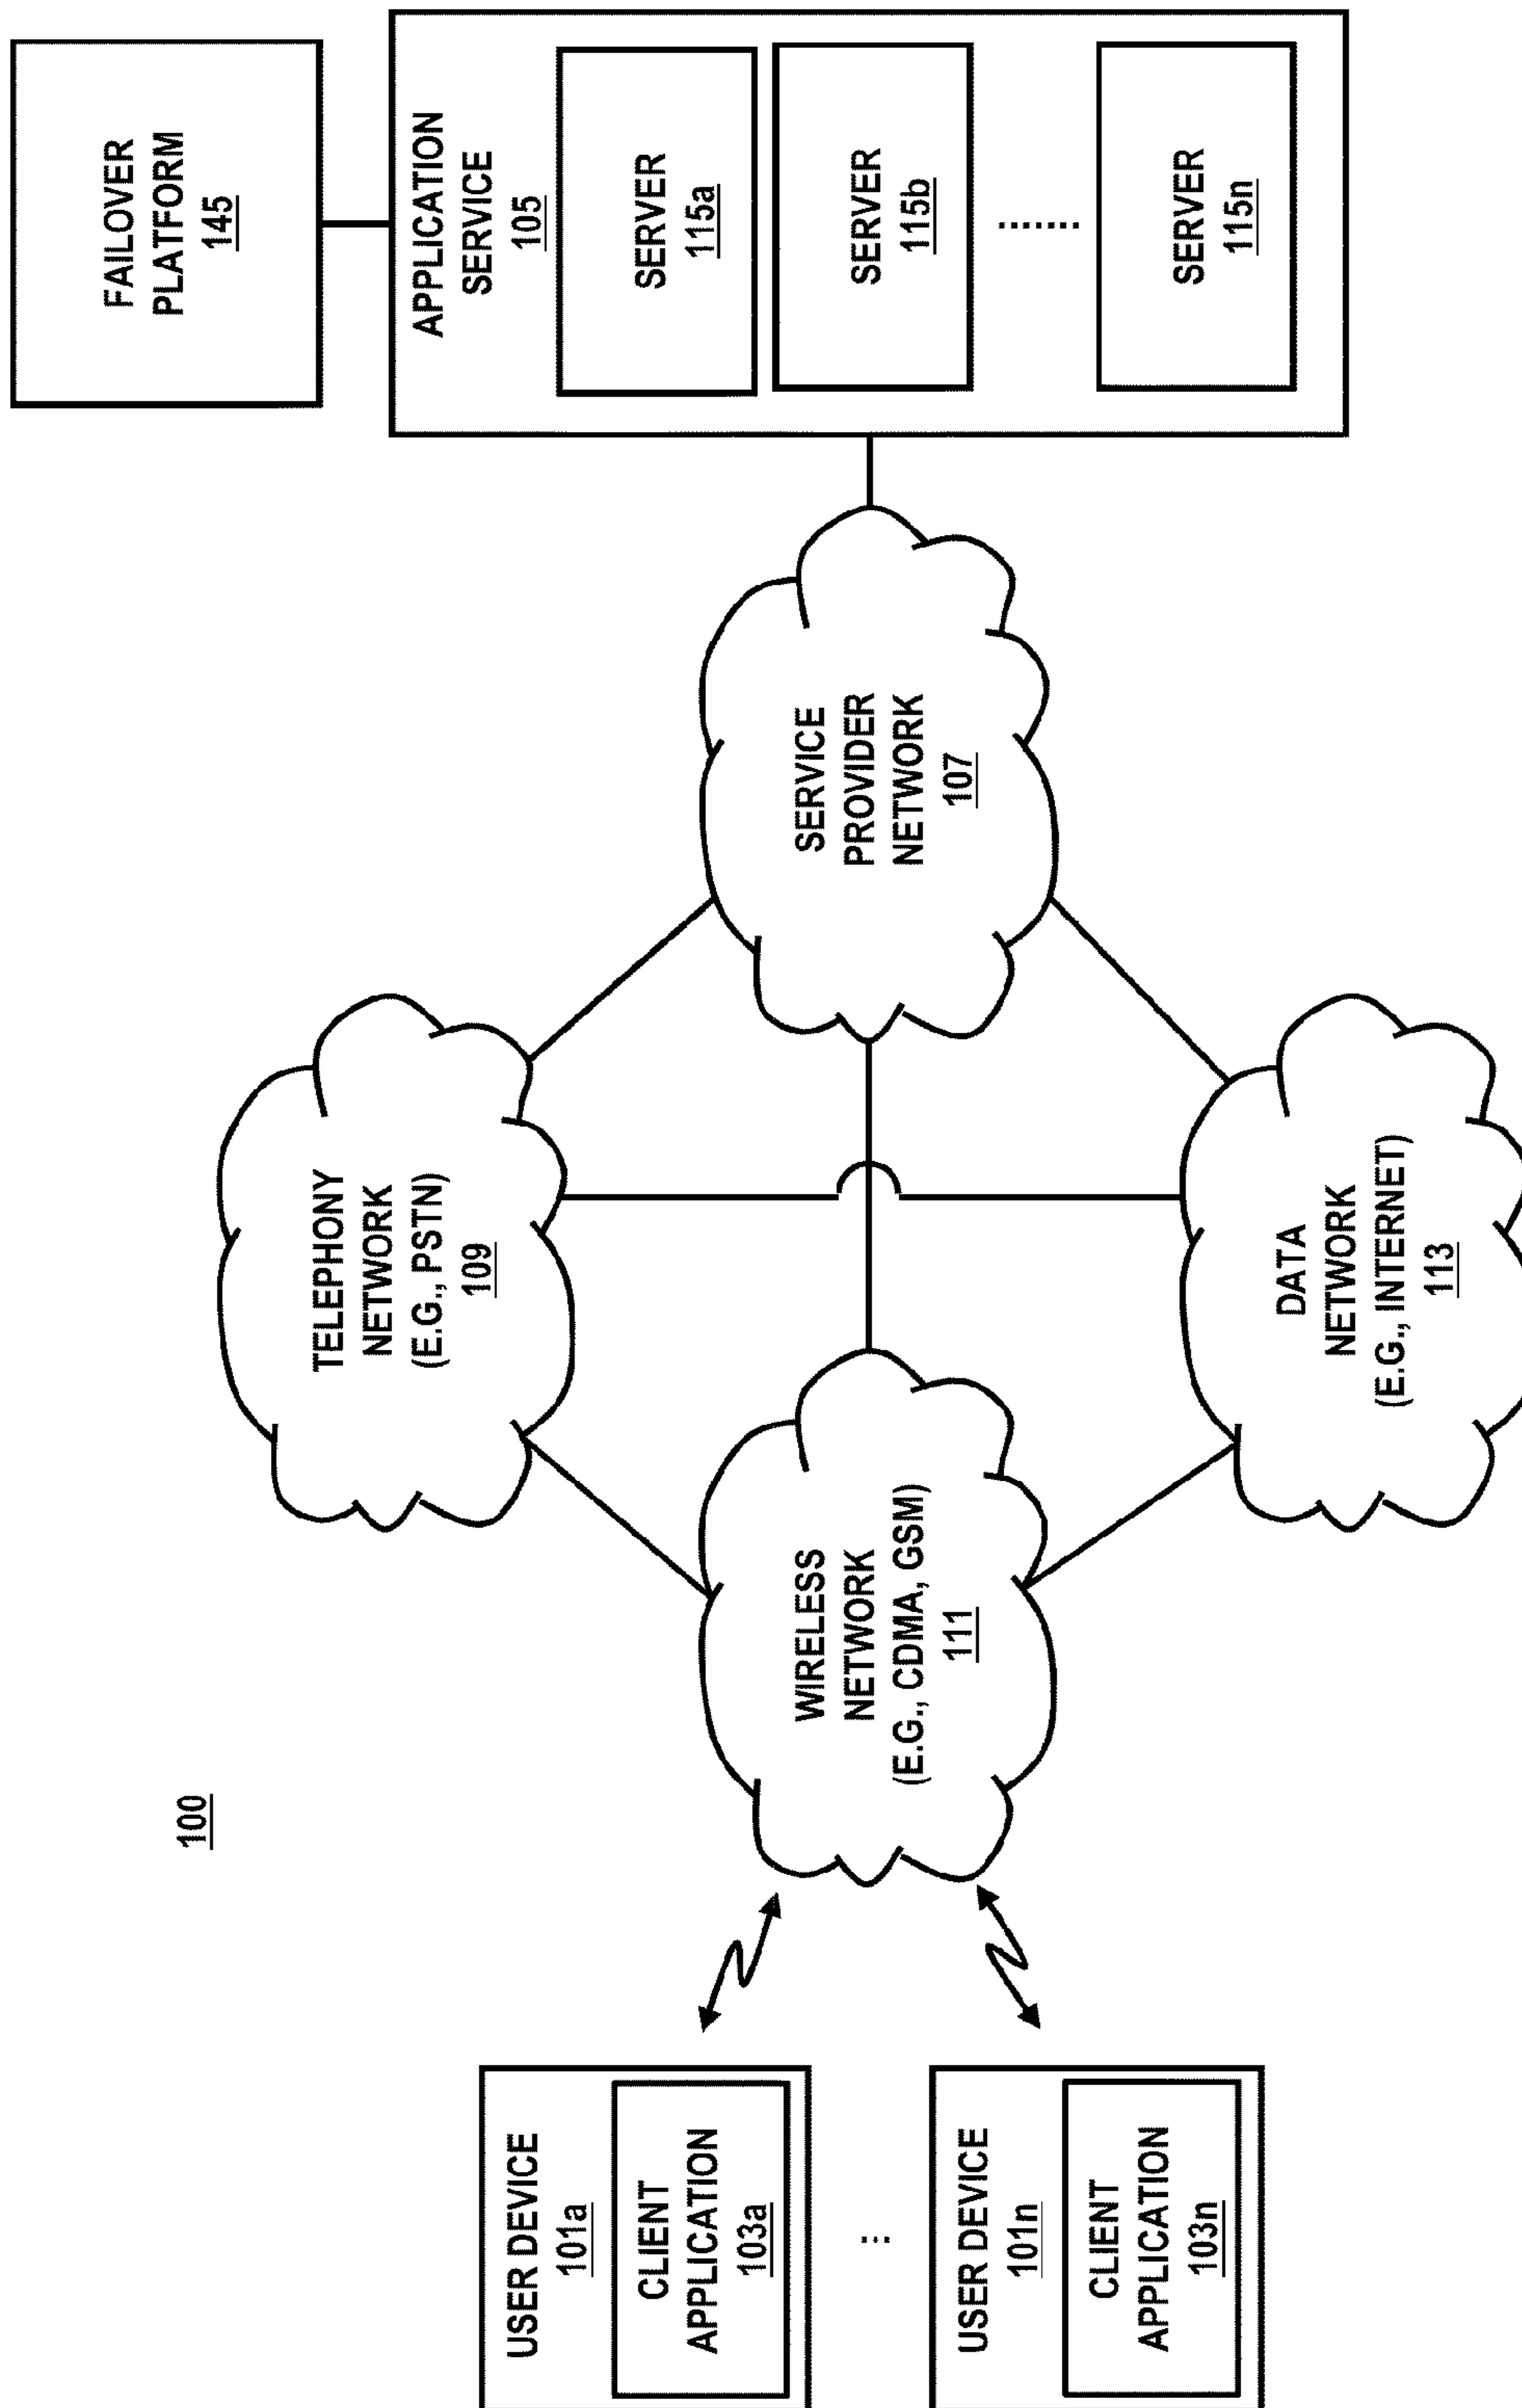 100
USER DEVICE
101a
CLIENT
APPLICATION
103a
...
USER DEVICE
101n
CLIENT
APPLICATION
103n
WIRELESS
NETWORK
(E.G., CDMA, GSM)
111
TELEPHONY
NETWORK
(E.G., PSTN)
109
DATA
NETWORK
(E.G., INTERNET)
113
SERVICE
PROVIDER
NETWORK
107
FAILOVER
PLATFORM
145
APPLICATION
SERVICE
105
SERVER
115a
SERVER
115b
.......
SERVER
115n